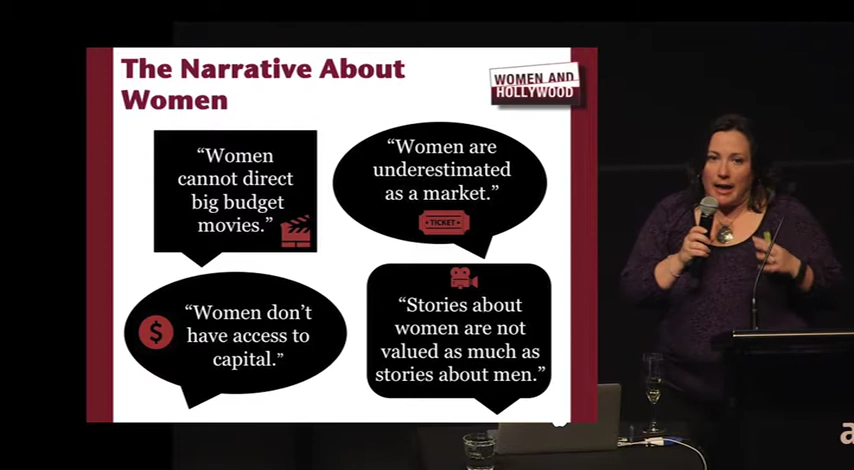 The Narrative About
Women
WOMEN AND
HOLLYWOOD
“Women
cannot direct
big budget
movies.”
“Women are
underestimated
as a market.”
TICKET
“Women don’t
have access to
capital.”
$
“Stories about
women are not
valued as much as
stories about men.”
a